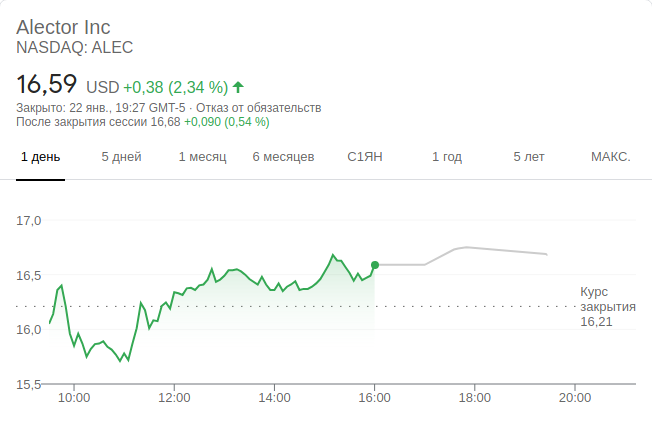 Alector Inc
NASDAQ: ALEC
16,59 USD +0,38 (2,34 %)
Закрыто: 22 янв., 19:27 GMT-5 · Отказ от обязательств
После закрытия сессии 16,68 +0,090 (0,54 %)
1 день 5 дней 1 месяц 6 месяцев С1ЯН 1 год 5 лет МАКС.
17,0
16,5
Курс
закрытия
16,21
16,0
15,5
10:00 12:00 14:00 16:00 18:00 20:00